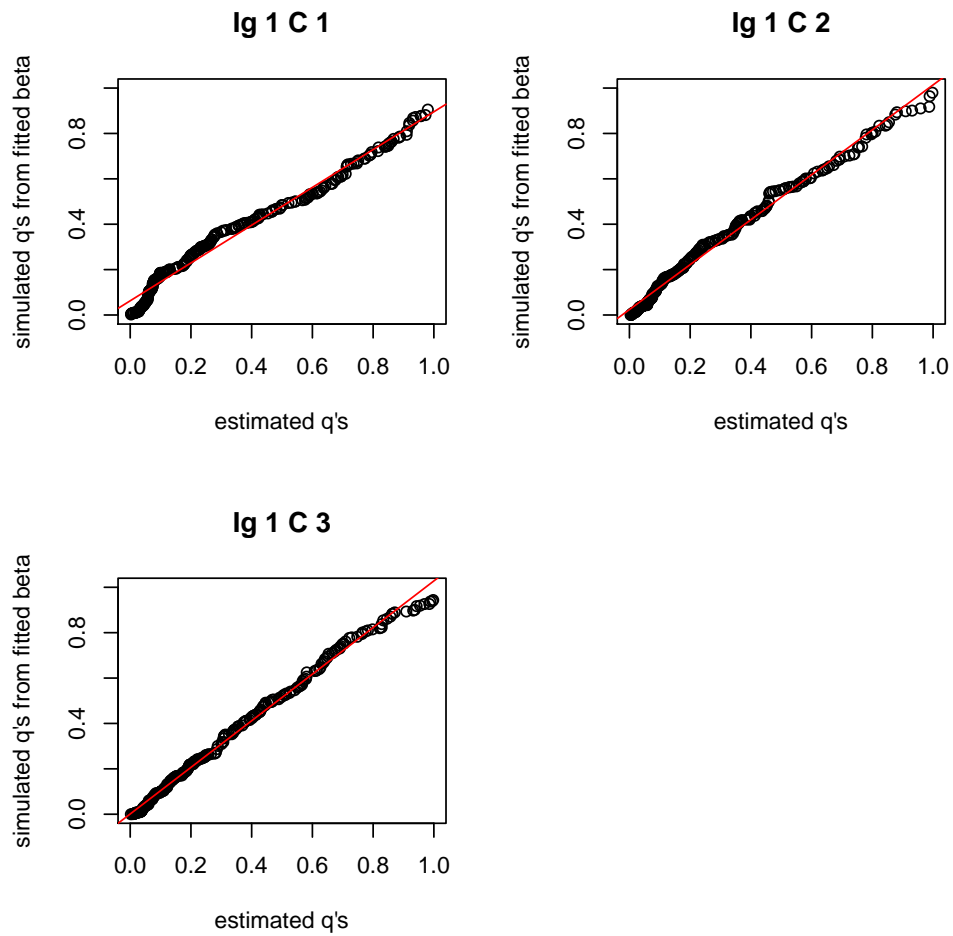 Ig 1 C 1
simulated q's from fitted beta
0.8
0.4
0.0
0.0 0.2 0.4 0.6 0.8 1.0
estimated q's
Ig 1 C 2
simulated q's from fitted beta
0.8
0.4
0.0
0.0 0.2 0.4 0.6 0.8 1.0
estimated q's
Ig 1 C 3
simulated q's from fitted beta
0.8
0.4
0.0
0.0 0.2 0.4 0.6 0.8 1.0
estimated q's